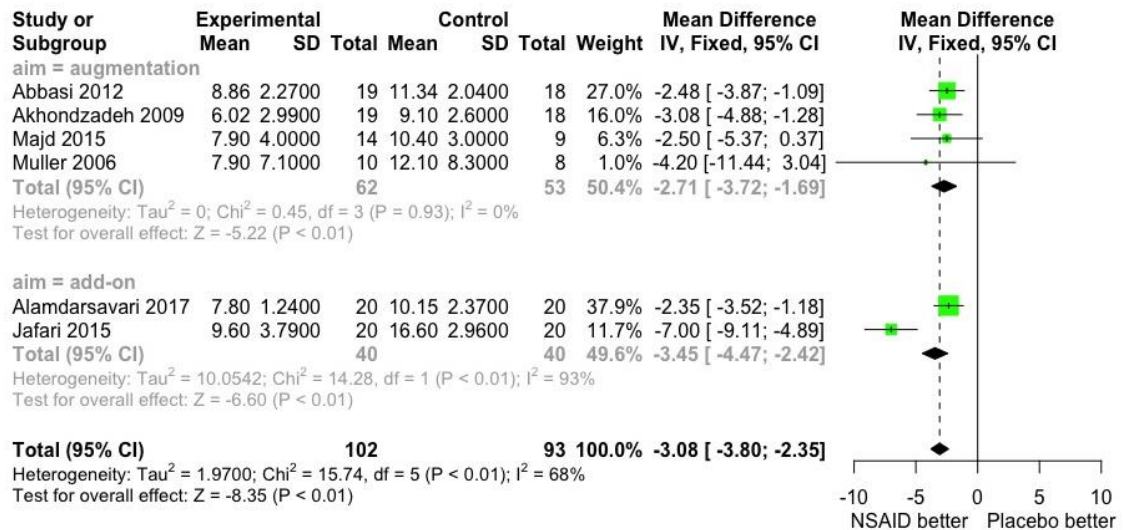 Study or Experimental Control Mean Difference Mean Difference
Subgroup Mean SD Total Mean SD Total Weight IV, Fixed, 95% CI IV, Fixed, 95% CI
aim = augmentation
Abbasi 2012 8.86 2.2700 19 11.34 2.0400 18 27.0% -2.48 [ -3.87; -1.09]
Akhondzadeh 2009 6.02 2.9900 19 9.10 2.6000 18 16.0% -3.08 [ -4.88; -1.28]
Majd 2015 7.90 4.0000 14 10.40 3.0000 9 6.3% -2.50 [ -5.37; 0.37]
Muller 2006 7.90 7.1000 10 12.10 8.3000 8 1.0% -4.20 [-11.44; 3.04]
Total (95% CI) 62 53 50.4% -2.71 [ -3.72; -1.69]
Heterogeneity: Tau² = 0; Chi² = 0.45, df = 3 (P = 0.93); I² = 0%
Test for overall effect: Z = -5.22 (P < 0.01)
aim = add-on
Alamdarsavari 2017 7.80 1.2400 20 10.15 2.3700 20 37.9% -2.35 [ -3.52; -1.18]
Jafari 2015 9.60 3.7900 20 16.60 2.9600 20 11.7% -7.00 [ -9.11; -4.89]
Total (95% CI) 40 40 49.6% -3.45 [ -4.47; -2.42]
Heterogeneity: Tau² = 10.0542; Chi² = 14.28, df = 1 (P < 0.01); I² = 93%
Test for overall effect: Z = -6.60 (P < 0.01)
Total (95% CI) 102 93 100.0% -3.08 [ -3.80; -2.35]
Heterogeneity: Tau² = 1.9700; Chi² = 15.74, df = 5 (P < 0.01); I² = 68%
Test for overall effect: Z = -8.35 (P < 0.01)
-10 -5 0 5 10
NSAID better Placebo better